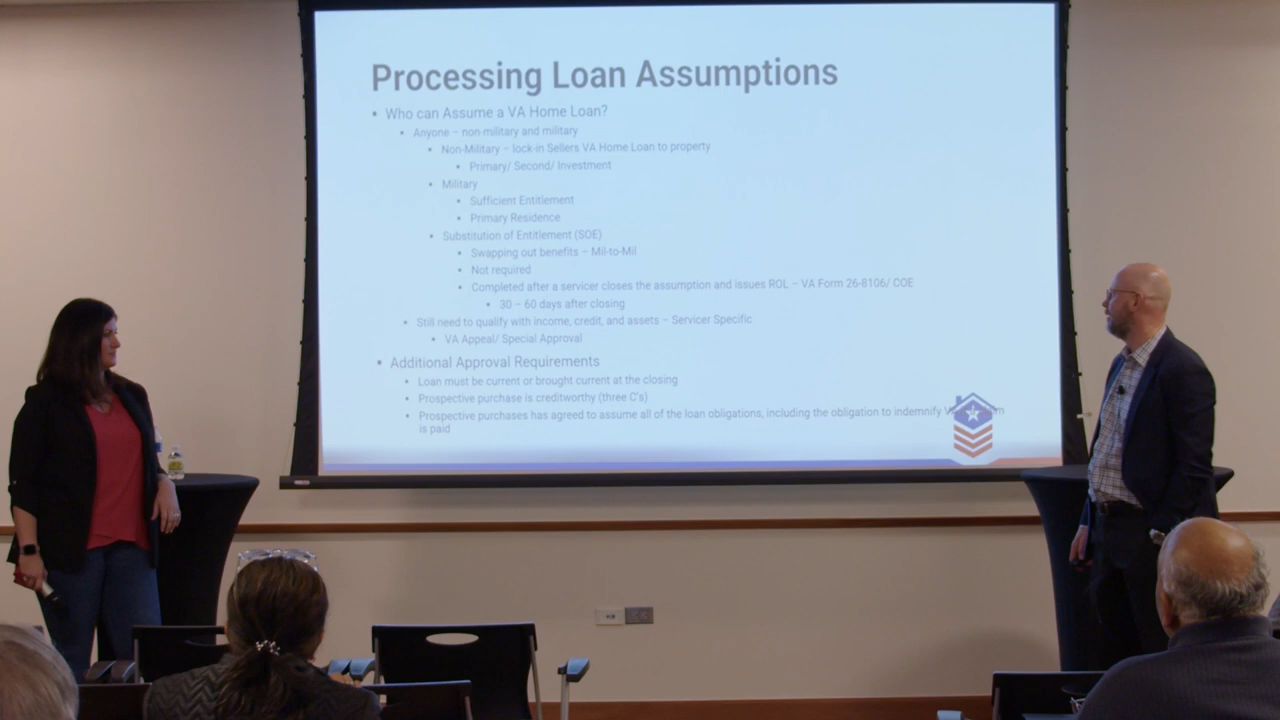 Processing Loan Assumptions
• Who can Assume a VA Home Loan?
• Anyone – non-military and military
• Non-Military – lock-in Sellers VA Home Loan to property
• Primary/ Second/ Investment
• Military
• Sufficient Entitlement
• Primary Residence
• Substitution of Entitlement (SOE)
• Swapping out benefits – Mil-to-Mil
• Not required
• Completed after a servicer closes the assumption and issues ROL – VA Form 26-8106/ COE
• 30 – 60 days after closing
• Still need to qualify with income, credit, and assets – Servicer Specific
• VA Appeal/ Special Approval
• Additional Approval Requirements
• Loan must be current or brought current at the closing
• Prospective purchase is creditworthy (three C's)
• Prospective purchases has agreed to assume all of the loan obligations, including the obligation to indemnify
is paid